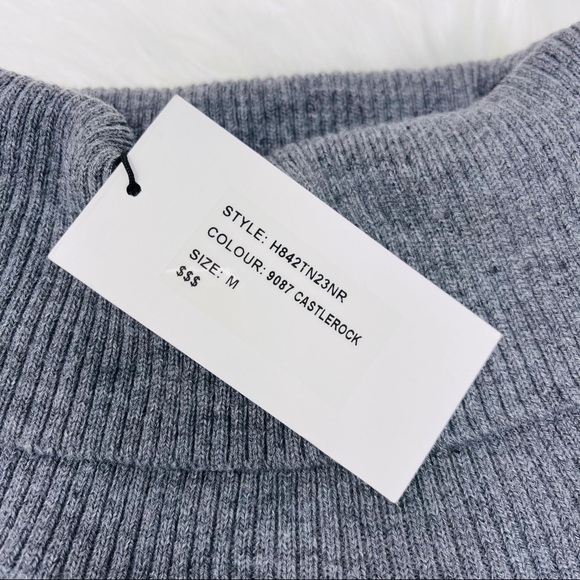 STYLE: H842TN23NR
COLOUR: 9087 CASTLEROCK
SIZE: M
$$$